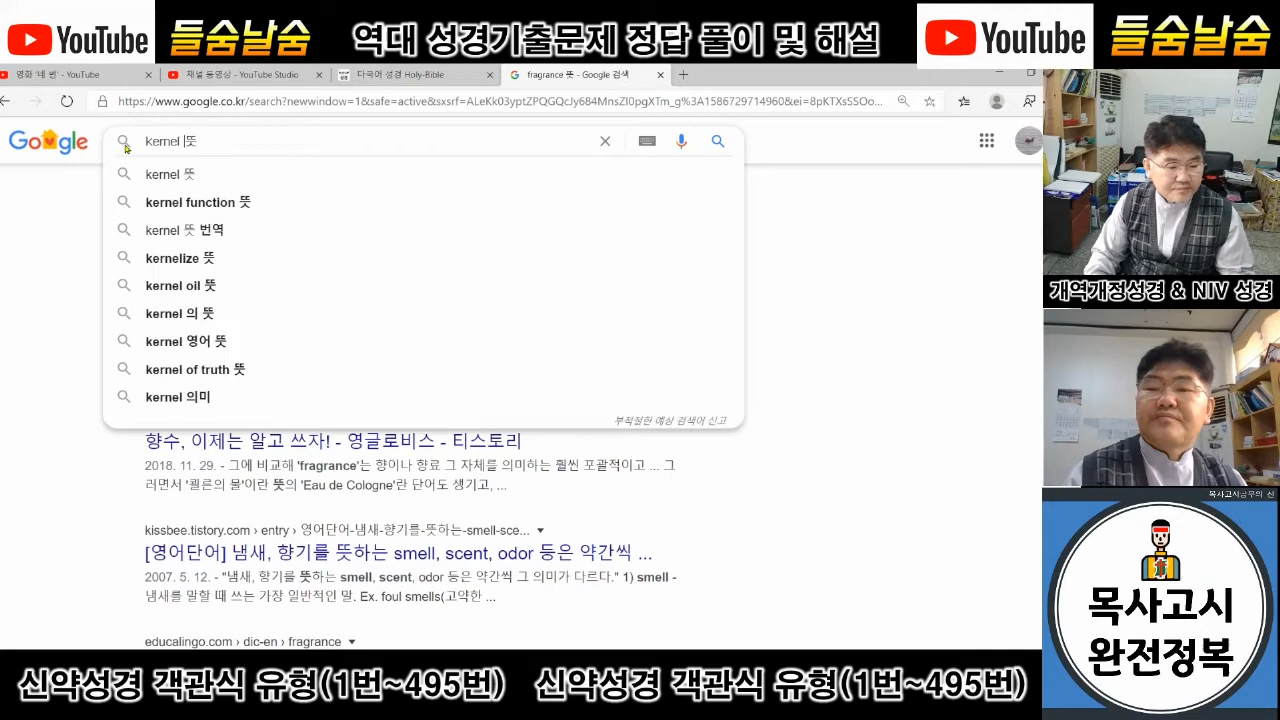 YouTube 들숨날숨 역대 성경기출문제 정답 풀이 및 해설 YouTube 들숨날숨
영화 '네 번' - YouTube
채널 동영상 - YouTube Studio
다국어 성경 Holy-Bible
fragrance 뜻 - Google 검색
Google
kernel 뜻
kernel 뜻
kernel function 뜻
kernel 뜻 번역
kernelize 뜻
kernel oil 뜻
kernel 의 뜻
kernel 영어 뜻
kernel of truth 뜻
kernel 의미
부적절한 예상 검색어 신고
향수, 이제는 알고 쓰자! - 영글로비스 - 티스토리
2018. 11. 29. - 그에 비교해 'fragrance'는 향이나 향료 그 자체를 의미하는 훨씬 포괄적이고 ... 그
러면서 '쾰른의 물'이란 뜻의 'Eau de Cologne'란 단어도 생기고, ...
kissbee.tistory.com › entry › 영어단어-냄새-향기를-뜻하는-smell-sce...
[영어단어] 냄새, 향기를 뜻하는 smell, scent, odor 등은 약간씩 ...
2007. 5. 12. - "냄새, 향기를 뜻하는 smell, scent, odor 등은 약간씩 그 의미가 다르다." 1) smell -
냄새를 말할 때 쓰는 가장 일반적인 말. Ex. foul smells(고약한 ...
educalingo.com › dic-en › fragrance
개역개정성경 & NIV 성경
목사고시공부의 신
목사고시
완전정복
신약성경 객관식 유형(1번~495번) 신약성경 객관식 유형(1번~495번)